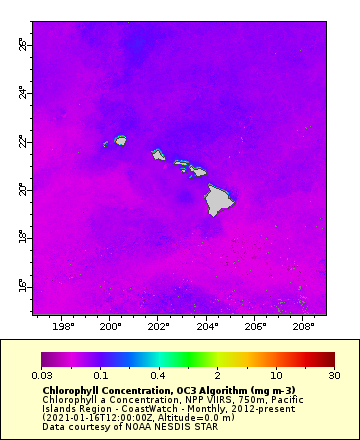 26°
24°
22°
20°
18°
16°
198° 200° 202° 204° 206° 208°
0.03 0.1 0.4 2 10 30
Chlorophyll Concentration, OC3 Algorithm (mg m-3)
Chlorophyll a Concentration, NPP VIIRS, 750m, Pacific
Islands Region - CoastWatch - Monthly, 2012-present
(2021-01-16T12:00:00Z, Altitude=0.0 m)
Data courtesy of NOAA NESDIS STAR